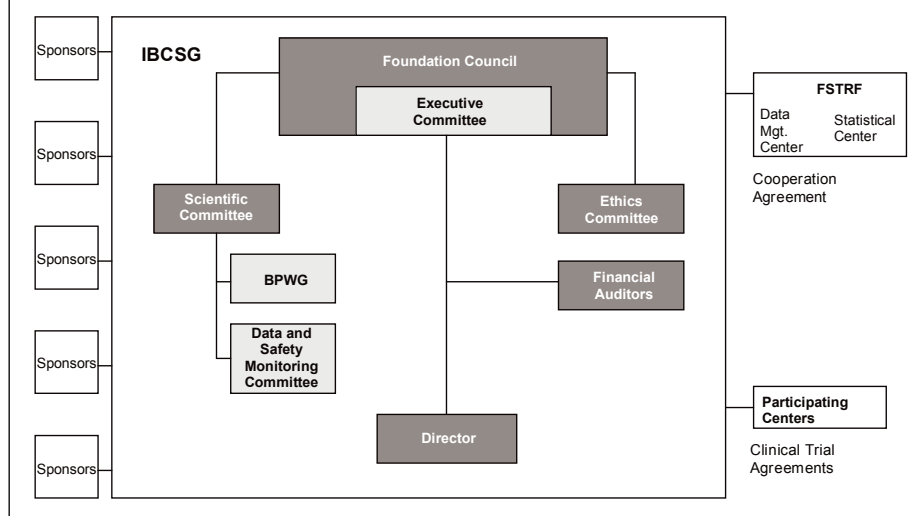 Sponsors
Sponsors
Sponsors
Sponsors
Sponsors
IBCSG
Foundation Council
Executive
Committee
Scientific
Committee
BPWG
Data and
Safety
Monitoring
Committee
Ethics
Committee
Financial
Auditors
Director
FSTRF
Data
Mgt.
Center
Statistical
Center
Cooperation
Agreement
Participating
Centers
Clinical Trial
Agreements